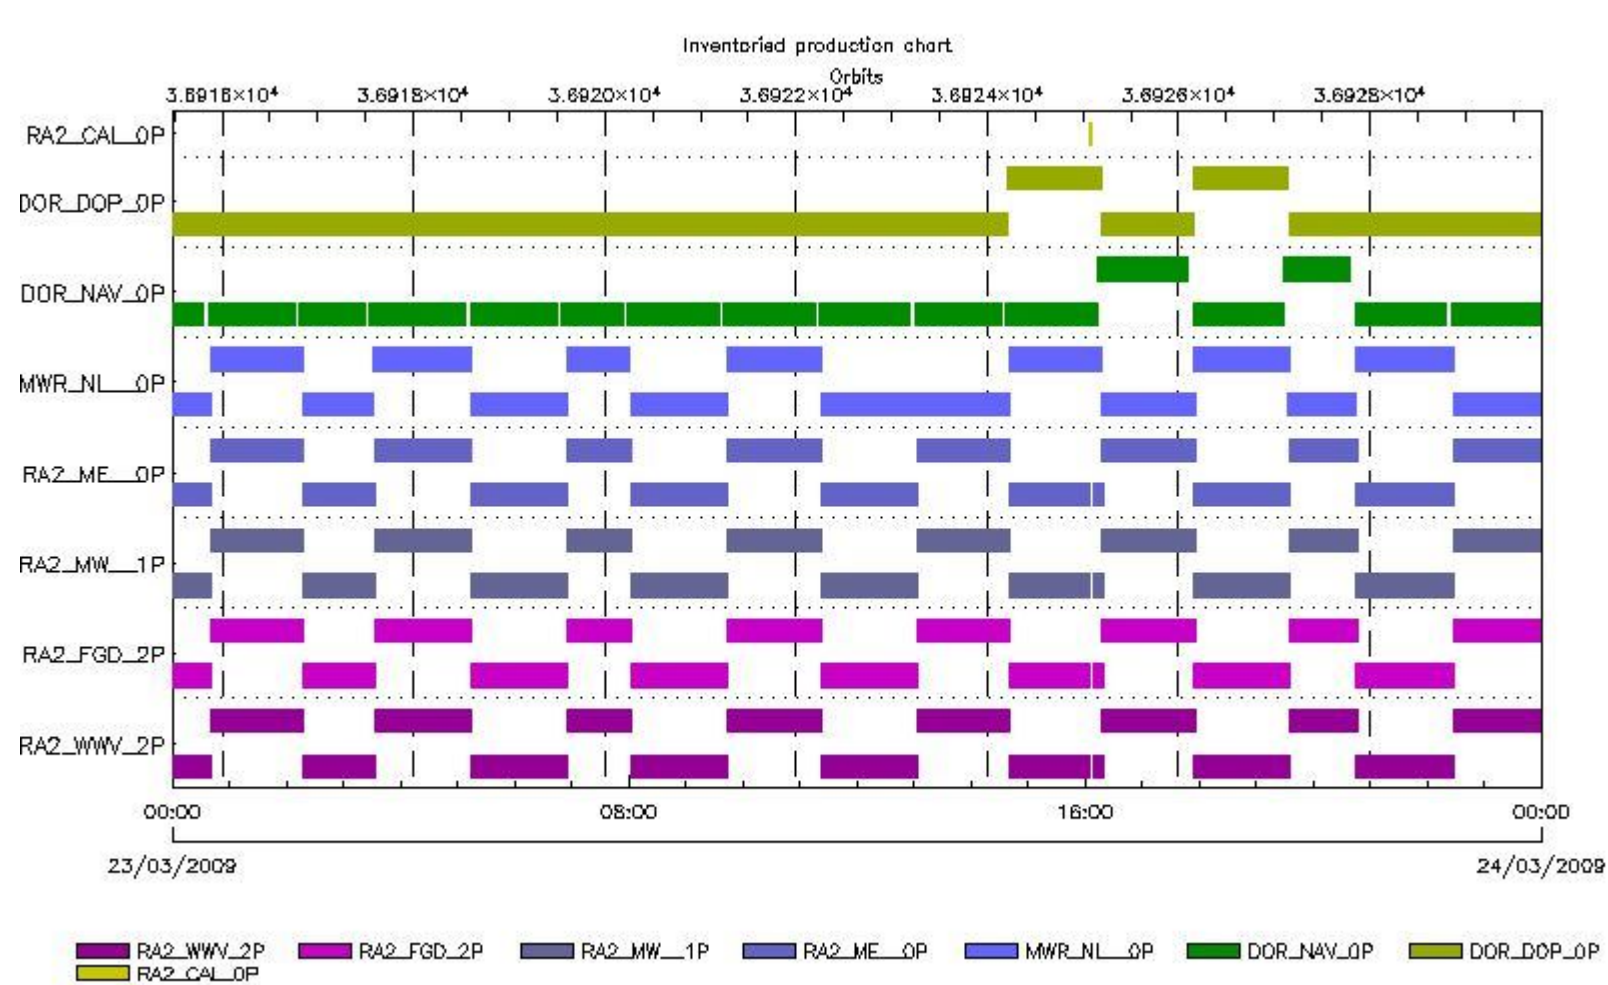 Inventoried production chart
Orbits
3.6916×10⁴ 3.6918×10⁴ 3.6920×10⁴ 3.6922×10⁴ 3.6924×10⁴ 3.6926×10⁴ 3.6928×10⁴
RA2_CAL_0P
DOR_DOP_0P
DOR_NAV_0P
MWR_NL__0P
RA2_ME__0P
RA2_MW__1P
RA2_FGD_2P
RA2_WWV_2P
00:00 08:00 16:00 00:00
23/03/2009 24/03/2009
RA2_WWV_2P RA2_FGD_2P RA2_MW__1P RA2_ME__0P MWR_NL__0P DOR_NAV_0P DOR_DOP_0P
RA2_CAL_0P